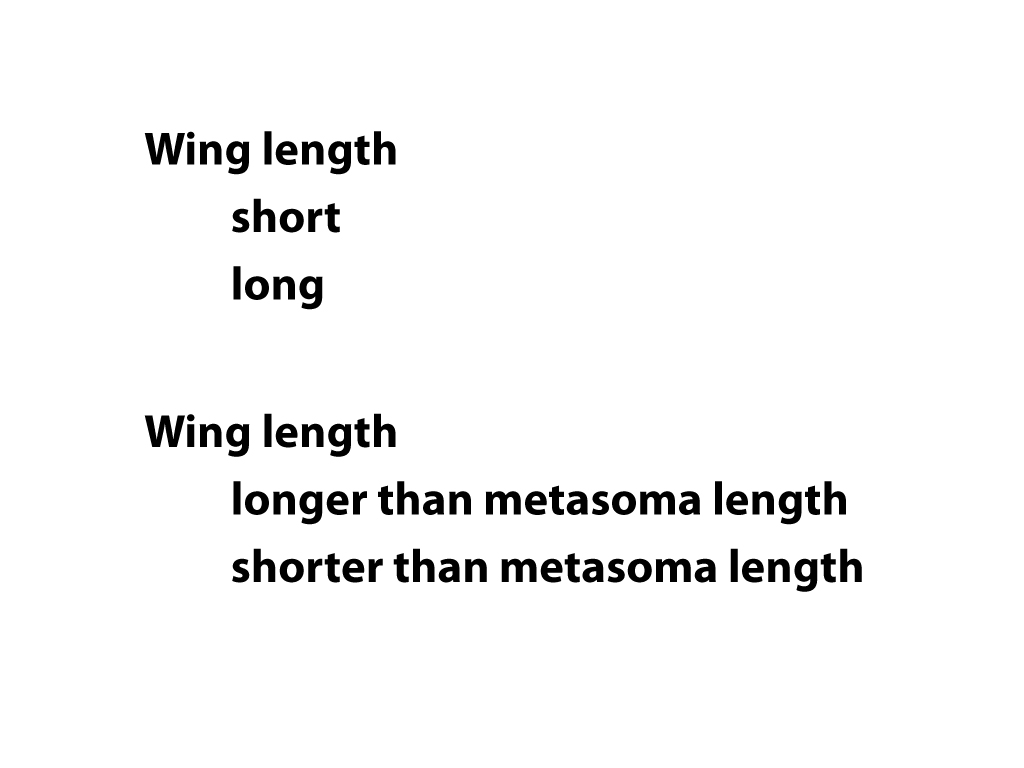 Wing length
short
long
Wing length
longer than metasoma length
shorter than metasoma length